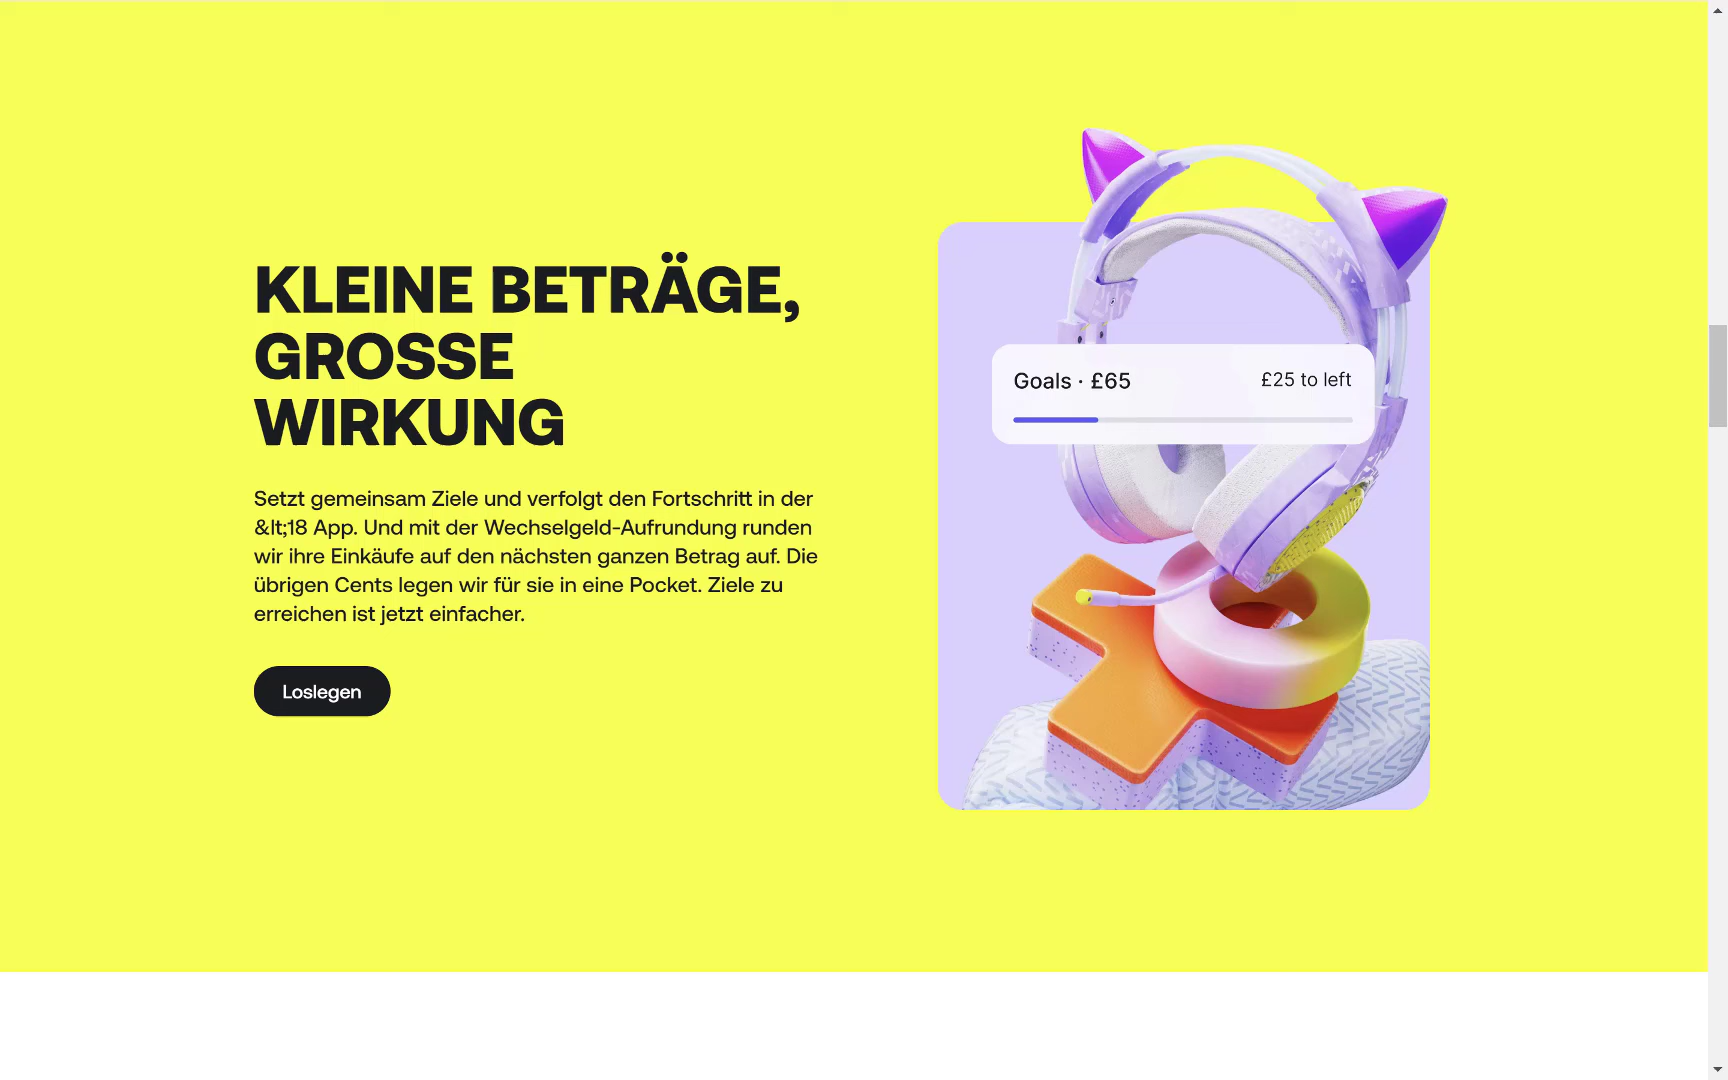 KLEINE BETRÄGE,
GROSSE
WIRKUNG
Setzt gemeinsam Ziele und verfolgt den Fortschritt in der
&lt;18 App. Und mit der Wechselgeld-Aufrundung runden
wir ihre Einkäufe auf den nächsten ganzen Betrag auf. Die
übrigen Cents legen wir für sie in eine Pocket. Ziele zu
erreichen ist jetzt einfacher.
Loslegen
Goals · £65
£25 to left